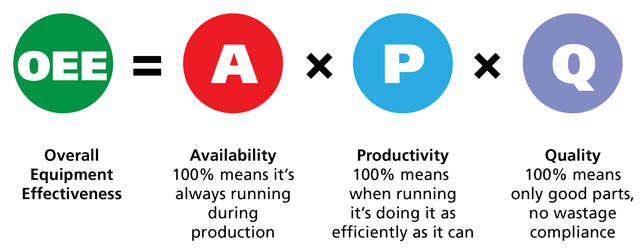 OEE = A × P × Q
Overall
Equipment
Effectiveness
Availability
100% means it's
always running
during
production
Productivity
100% means
when running
it's doing it as
efficiently as it can
Quality
100% means
only good parts,
no wastage
compliance